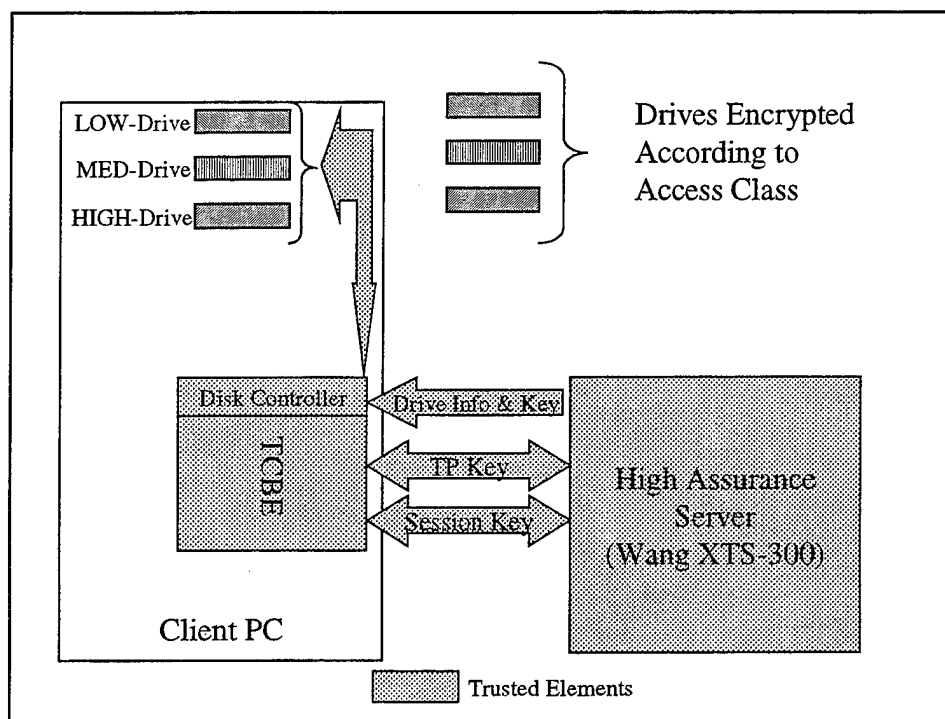 LOW-Drive
MED-Drive
HIGH-Drive
Drives Encrypted
According to
Access Class
Disk Controller
TCBE
Drive Info & Key
TP Key
Session Key
High Assurance
Server
(Wang XTS-300)
Client PC
Trusted Elements